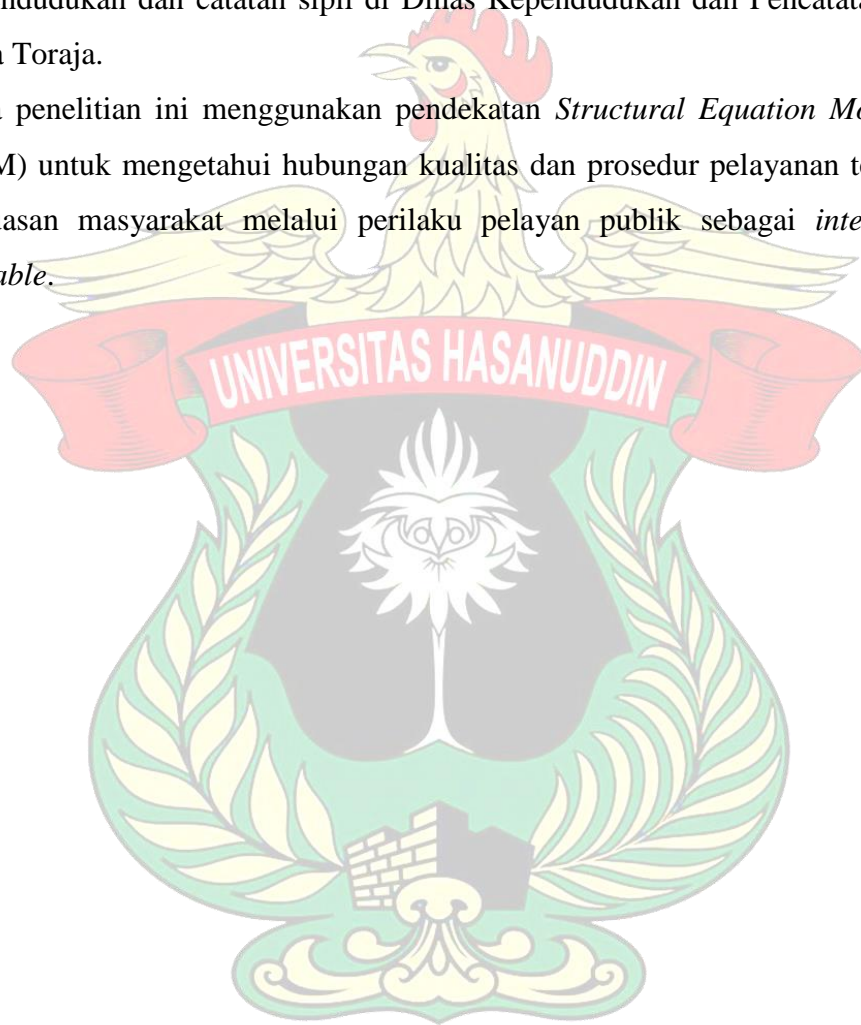 dan catatan sipil di Dinas Kependudukan dan
Toraja.
penelitian ini menggunakan pendekatan Structural Equation
untuk mengetahui hubungan kualitas dan prosedur pelayanan
masyarakat melalui perilaku pelayan publik sebagai
UNIVERSITAS HASANUDDIN